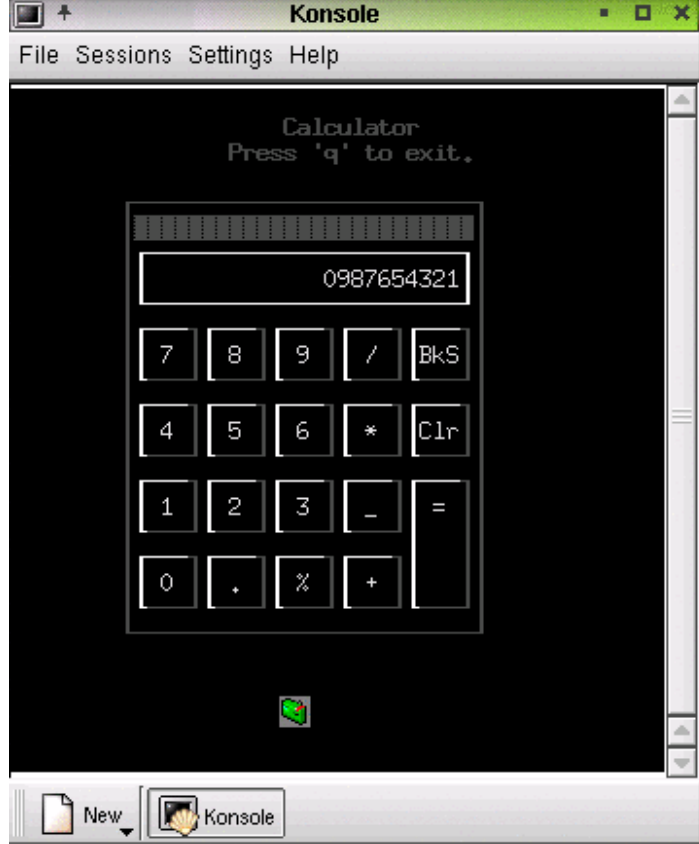 Konsole
File Sessions Settings Help
Calculator
Press 'q' to exit.
0987654321
7 8 9 / BkS
4 5 6 * Clr
1 2 3 _ =
0 . % +
New Konsole